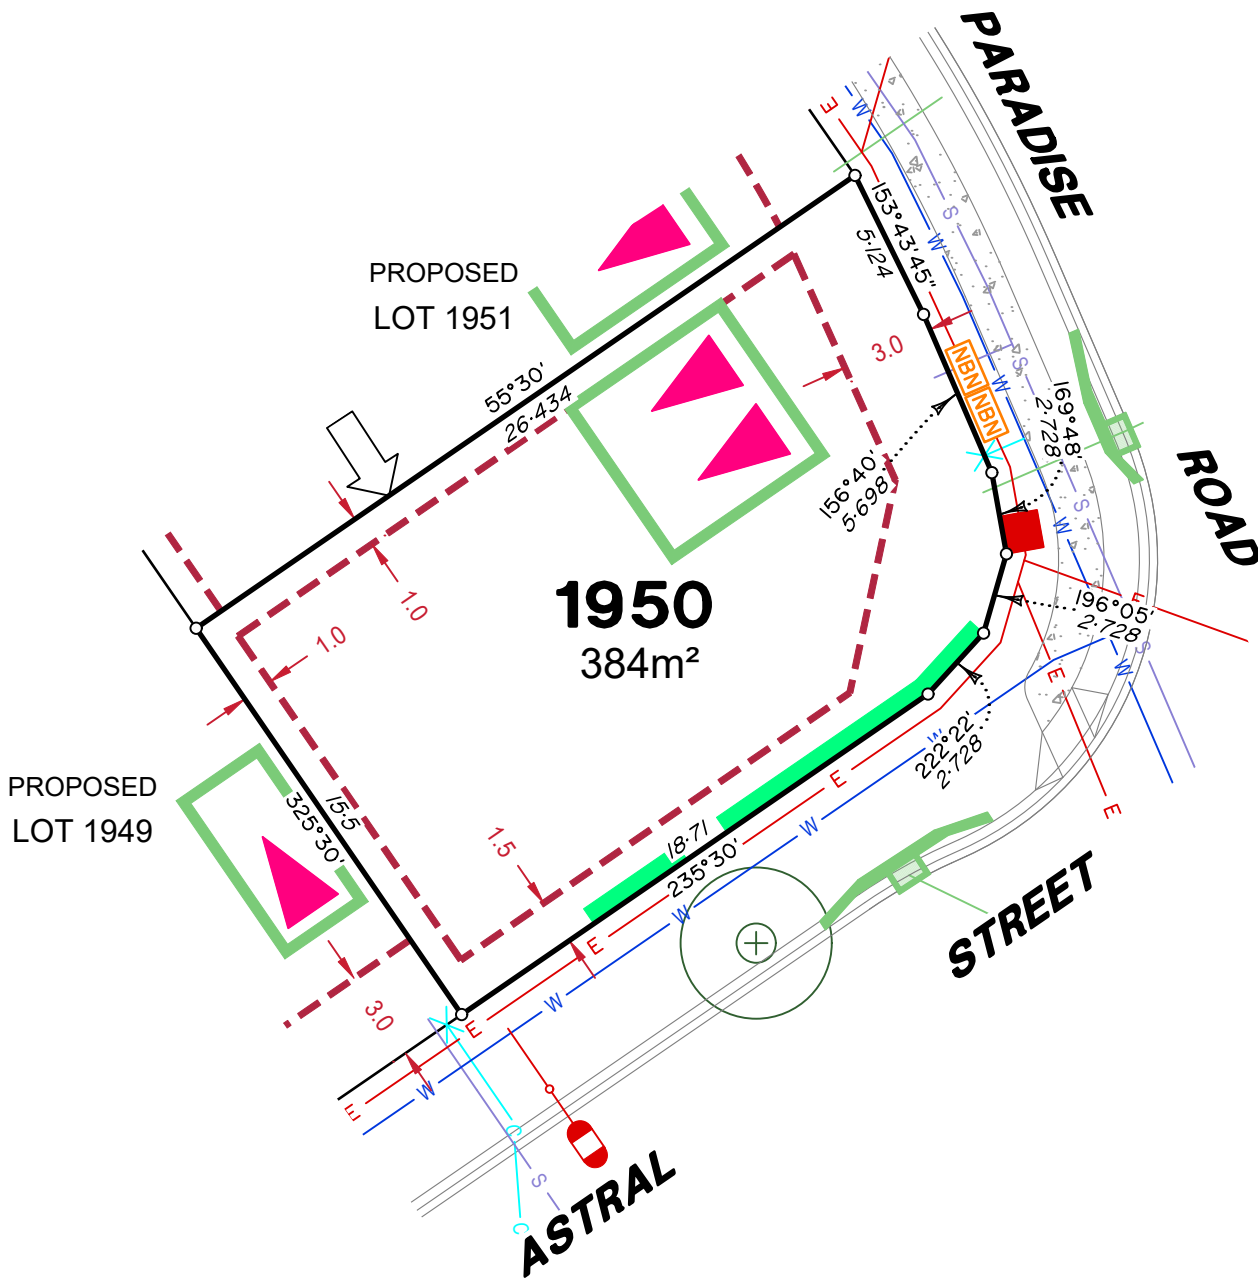 PARADISE
ROAD
E
W
153°43'45"
5·124
S
W
PROPOSED
LOT 1951
3.0
NBN
NBN
S
W
55°30'
26·434
169°48'
2·728
156°40'
5·698
S
W
1950
384m²
1.0
1.0
196°05'
2·728
E
S
W
E
E
222°22'
2·728
W
E
W
PROPOSED
LOT 1949
15·5
325°30'
1.5
18·71
235°30'
W
E
W
E
3.0
W
E
C
S
C
STREET
ASTRAL